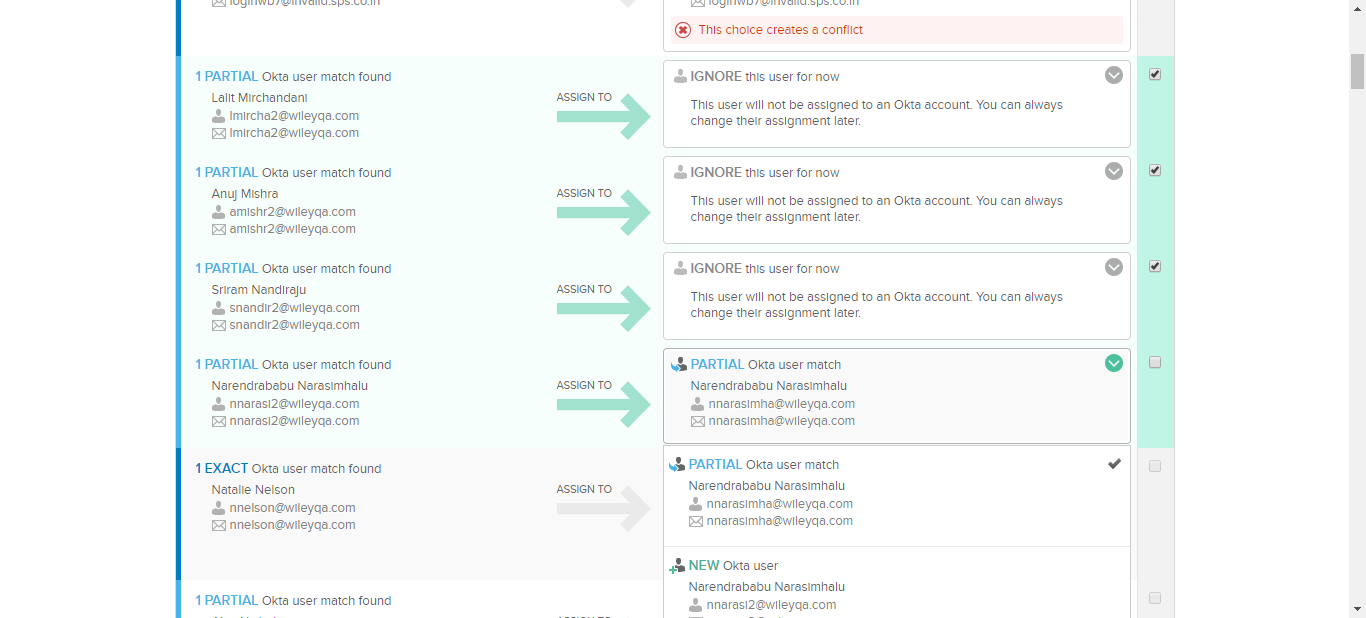 loginwb7@invalid.sps.co.in
loginwb7@invalid.sps.co.in
This choice creates a conflict
1 PARTIAL Okta user match found
Lalit Mirchandani
lmircha2@wileyqa.com
lmircha2@wileyqa.com
ASSIGN TO
IGNORE this user for now
This user will not be assigned to an Okta account. You can always
change their assignment later.
1 PARTIAL Okta user match found
Anuj Mishra
amishr2@wileyqa.com
amishr2@wileyqa.com
ASSIGN TO
IGNORE this user for now
This user will not be assigned to an Okta account. You can always
change their assignment later.
1 PARTIAL Okta user match found
Sriram Nandiraju
snandir2@wileyqa.com
snandir2@wileyqa.com
ASSIGN TO
IGNORE this user for now
This user will not be assigned to an Okta account. You can always
change their assignment later.
1 PARTIAL Okta user match found
Narendrababu Narasimhalu
nnarasi2@wileyqa.com
nnarasi2@wileyqa.com
ASSIGN TO
PARTIAL Okta user match
Narendrababu Narasimhalu
nnarasimha@wileyqa.com
nnarasimha@wileyqa.com
1 EXACT Okta user match found
Natalie Nelson
nnelson@wileyqa.com
nnelson@wileyqa.com
ASSIGN TO
PARTIAL Okta user match
Narendrababu Narasimhalu
nnarasimha@wileyqa.com
nnarasimha@wileyqa.com
NEW Okta user
Narendrababu Narasimhalu
nnarasi2@wileyqa.com
1 PARTIAL Okta user match found